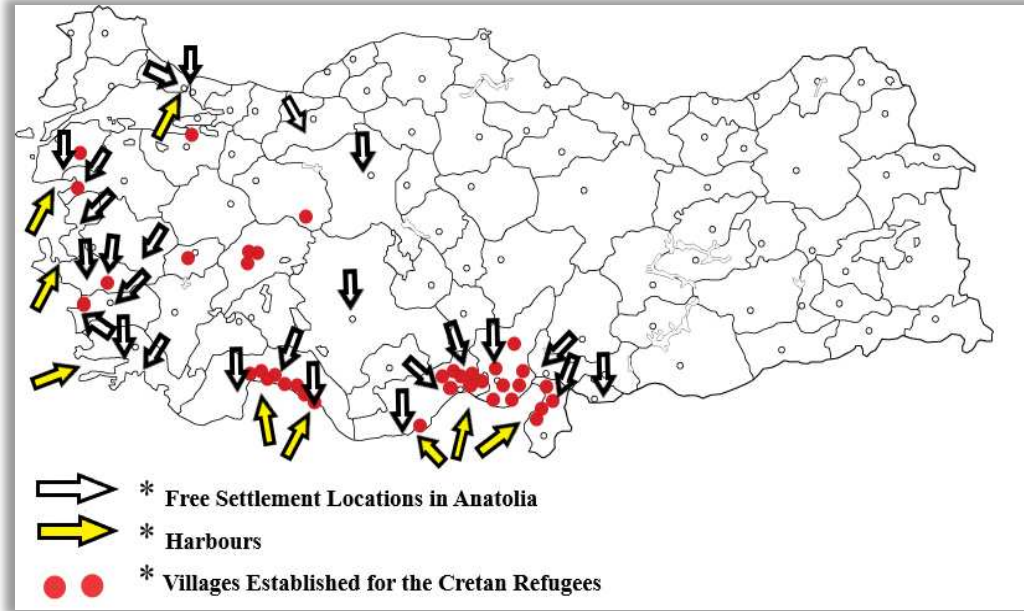 * Free Settlement Locations in Anatolia
* Harbours
* Villages Established for the Cretan Refugees